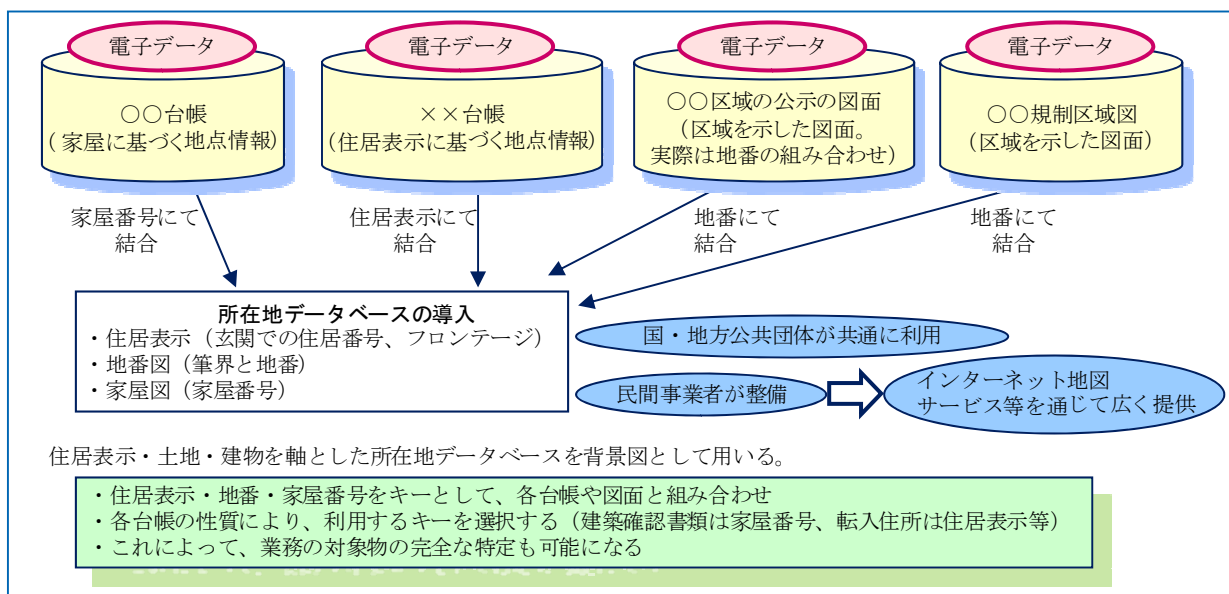 電子データ
○○台帳
(家屋に基づく地点情報)
電子データ
××台帳
(住居表示に基づく地点情報)
電子データ
○○区域の公示の図面
(区域を示した図面。
実際は地番の組み合わせ)
電子データ
○○規制区域図
(区域を示した図面)
家屋番号にて
結合
住居表示にて
結合
地番にて
結合
地番にて
結合
所在地データベースの導入
・住居表示（玄関での住居番号、フロンテージ）
・地番図（筆界と地番）
・家屋図（家屋番号）
国・地方公共団体が共通に利用
民間事業者が整備
インターネット地図
サービス等を通じて広く提供
住居表示・土地・建物を軸とした所在地データベースを背景図として用いる。
・住居表示・地番・家屋番号をキーとして、各台帳や図面と組み合わせ
・各台帳の性質により、利用するキーを選択する（建築確認書類は家屋番号、転入住所は住居表示等）
・これによって、業務の対象物の完全な特定も可能になる